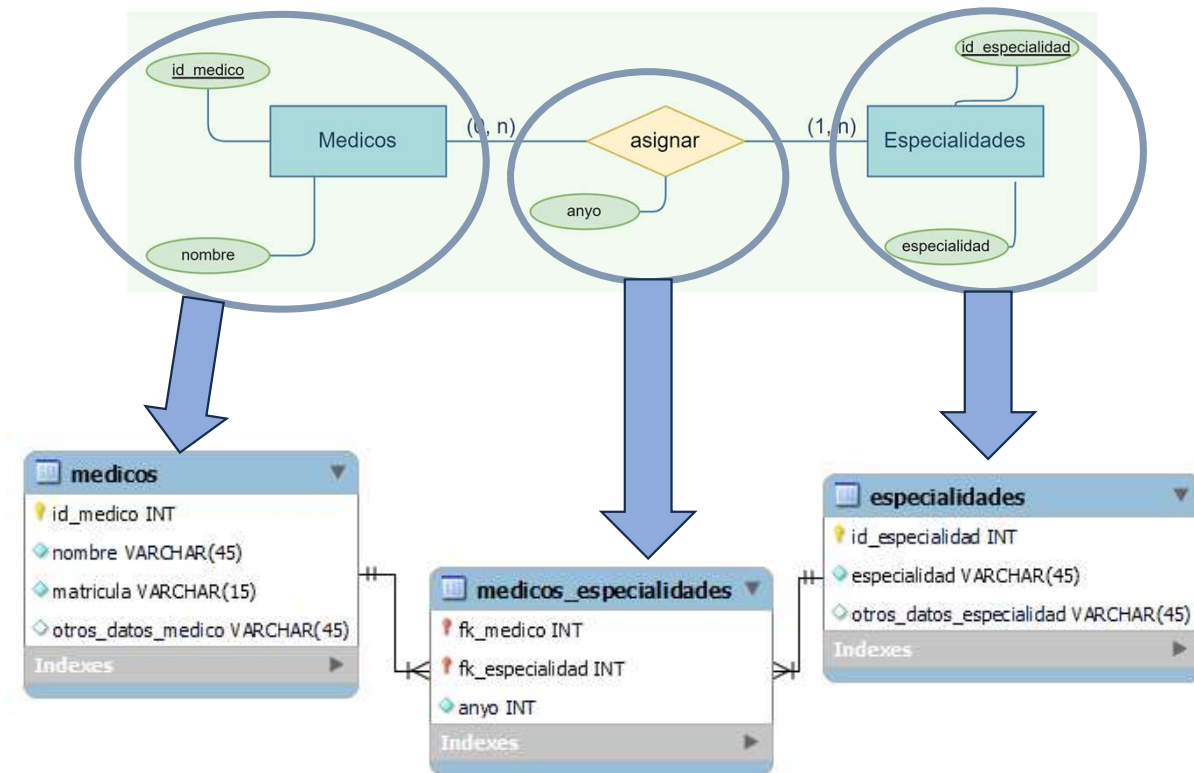 id_medico
id_especialidad
Medicos
(0, n)
asignar
(1, n)
Especialidades
anyo
nombre
especialidad
medicos
id_medico INT
nombre VARCHAR(45)
matricula VARCHAR(15)
otros_datos_medico VARCHAR(45)
Indexes
medicos_especialidades
fk_medico INT
fk_especialidad INT
anyo INT
Indexes
especialidades
id_especialidad INT
especialidad VARCHAR(45)
otros_datos_especialidad VARCHAR(45)
Indexes